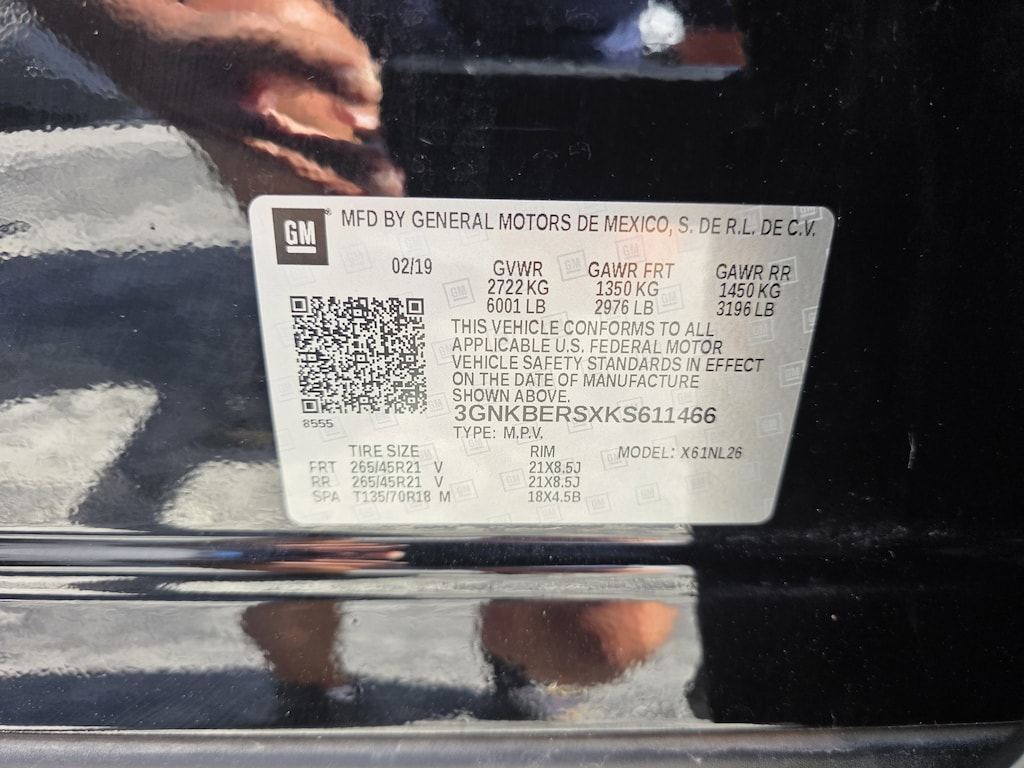 GM® MFD BY GENERAL MOTORS DE MEXICO, S. DE R.L. DE C.V.
02/19 GVWR GAWR FRT GAWR RR
2722 KG 1350 KG 1450 KG
6001 LB 2976 LB 3196 LB
THIS VEHICLE CONFORMS TO ALL
APPLICABLE U.S. FEDERAL MOTOR
VEHICLE SAFETY STANDARDS IN EFFECT
ON THE DATE OF MANUFACTURE
SHOWN ABOVE.
3GNKBERSXKS611466
8555
TYPE: M.P.V.
TIRE SIZE RIM MODEL: X61NL26
FRT 265/45R21 V 21X8.5J
RR 265/45R21 V 21X8.5J
SPA T135/70R18 M 18X4.5B